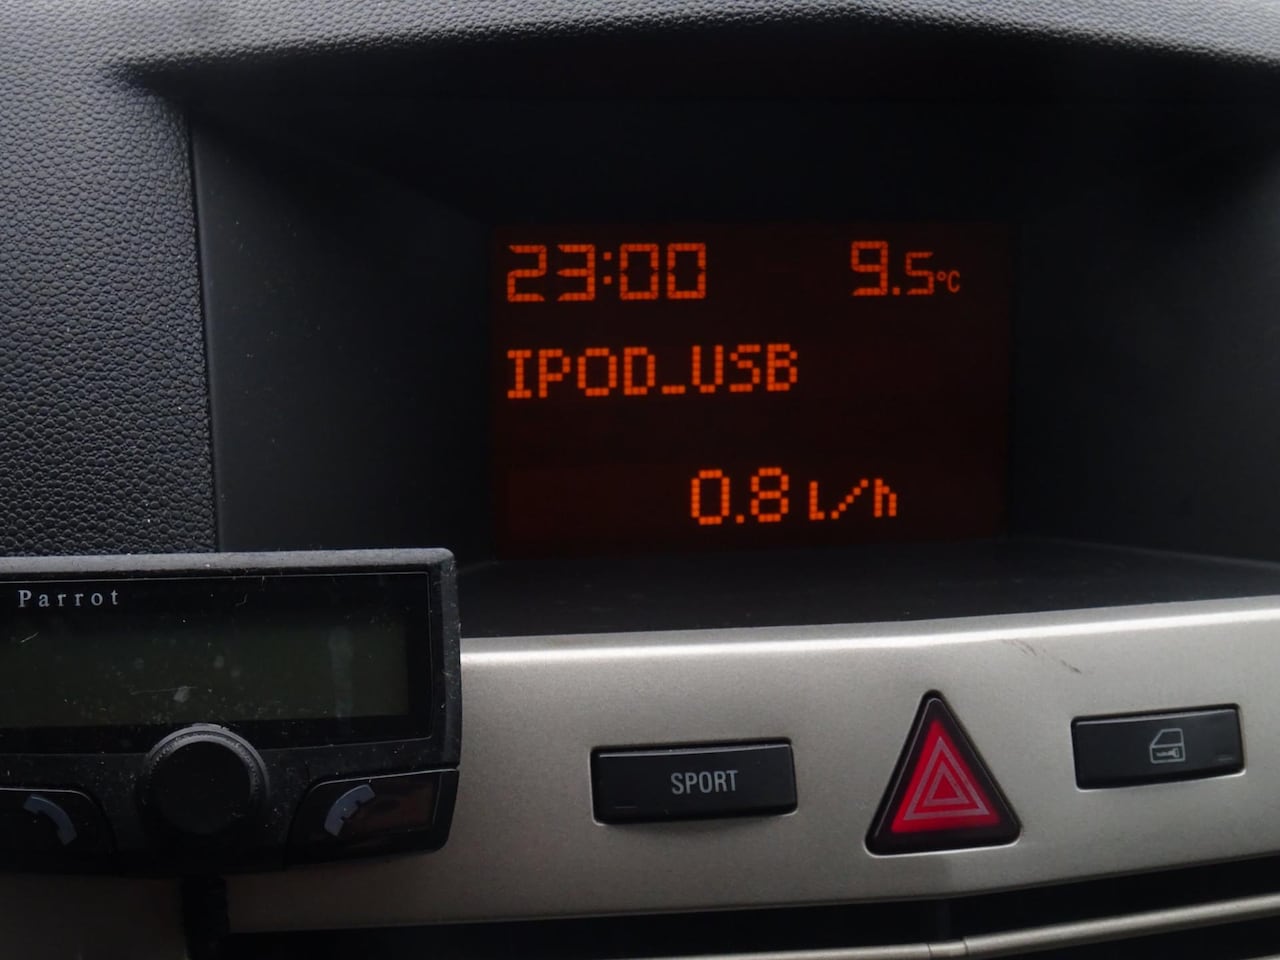 23:00 9.5°C
IPOD_USB
0.8 l/h
Parrot
SPORT